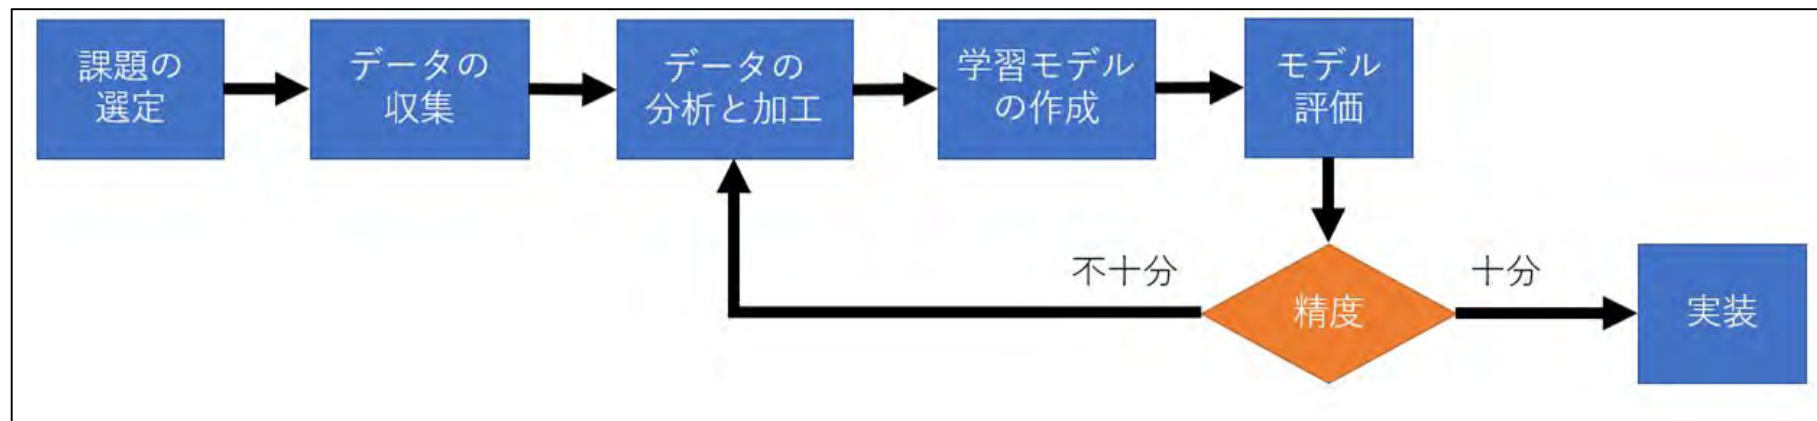 課題の
選定
データの
収集
データの
分析と加工
学習モデル
の作成
モデル
評価
不十分
精度
十分
実装